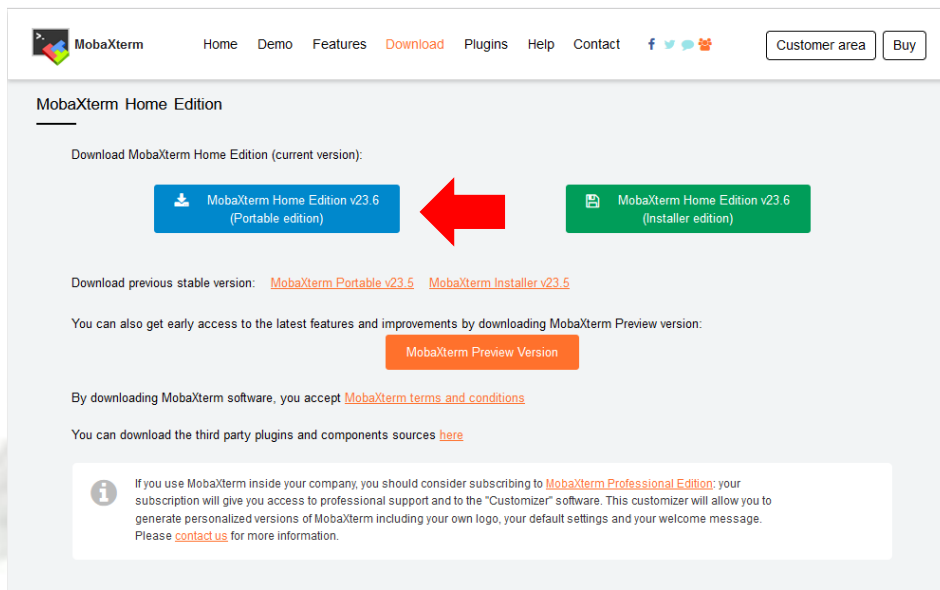 MobaXterm Home Demo Features Download Plugins Help Contact Customer area Buy
MobaXterm Home Edition
Download MobaXterm Home Edition (current version):
MobaXterm Home Edition v23.6
(Portable edition)
MobaXterm Home Edition v23.6
(Installer edition)
Download previous stable version: MobaXterm Portable v23.5 MobaXterm Installer v23.5
You can also get early access to the latest features and improvements by downloading MobaXterm Preview version:
MobaXterm Preview Version
By downloading MobaXterm software, you accept MobaXterm terms and conditions
You can download the third party plugins and components sources here
If you use MobaXterm inside your company, you should consider subscribing to MobaXterm Professional Edition: your
subscription will give you access to professional support and to the "Customizer" software. This customizer will allow you to
generate personalized versions of MobaXterm including your own logo, your default settings and your welcome message.
Please contact us for more information.